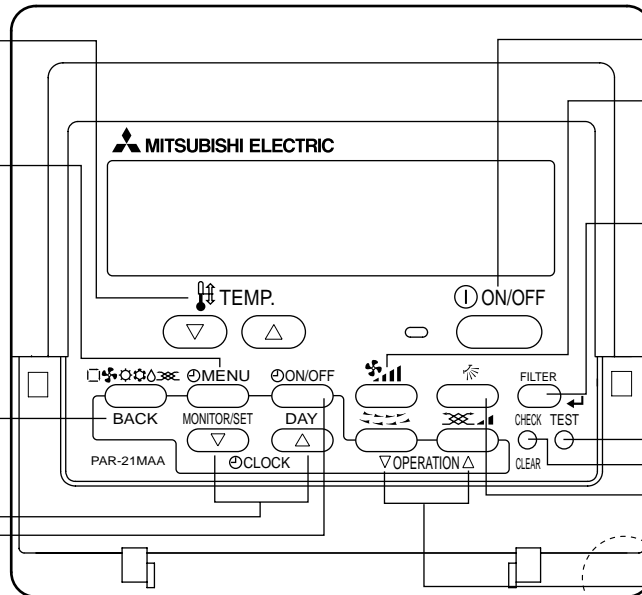 MITSUBISHI ELECTRIC
TEMP.
ON/OFF
MENU
ON/OFF
FILTER
BACK
MONITOR/SET
DAY
CHECK
TEST
PAR-21MAA
CLOCK
OPERATION
CLEAR